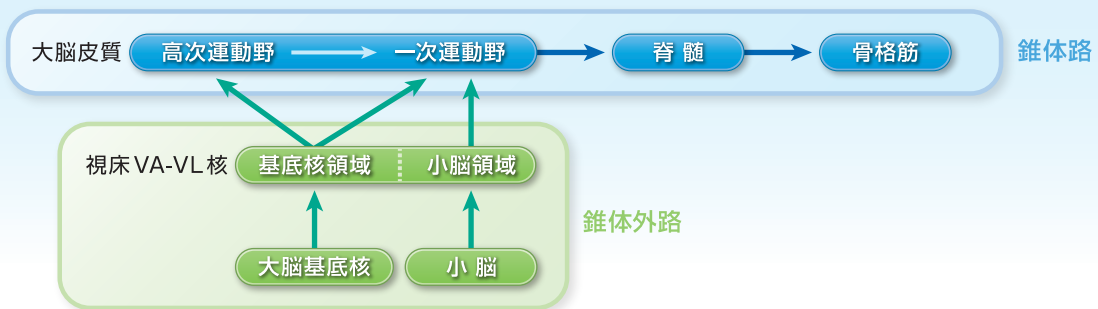 大脳皮質 高次運動野 一次運動野 脊髄 骨格筋 錐体路
視床VA-VL核 基底核領域 小脳領域
錐体外路
大脳基底核 小脳